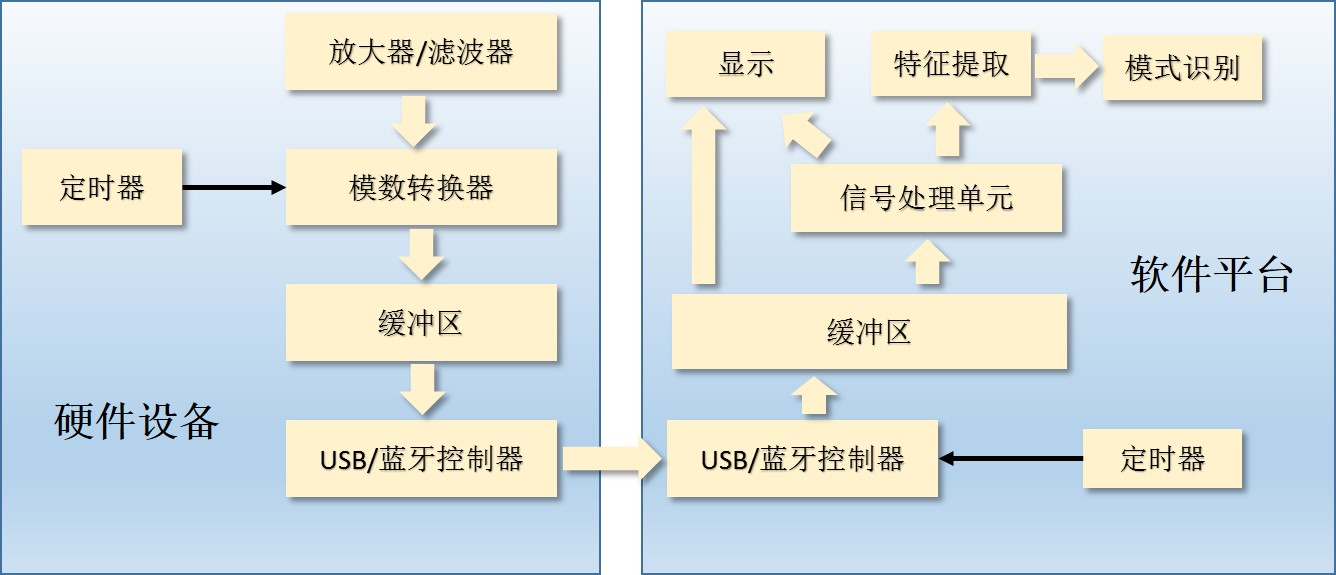 放大器/滤波器
定时器
模数转换器
缓冲区
硬件设备
USB/蓝牙控制器
显示
特征提取
模式识别
信号处理单元
软件平台
缓冲区
USB/蓝牙控制器
定时器